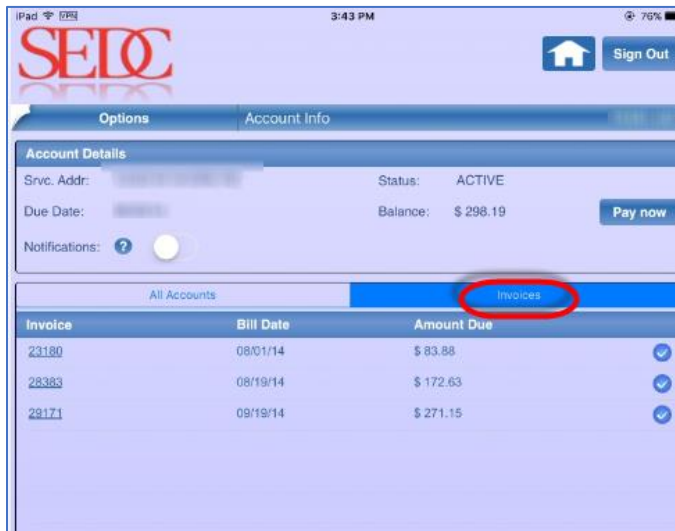 iPad VPN 3:43 PM 76%
SEDC
Sign Out
Options Account Info
Account Details
Srvc. Addr: Status: ACTIVE
Due Date: Balance: $ 298.19 Pay now
Notifications: ?
All Accounts Invoices
Invoice Bill Date Amount Due
23180 08/01/14 $ 83.88
28383 08/19/14 $ 172.63
29171 09/19/14 $ 271.15